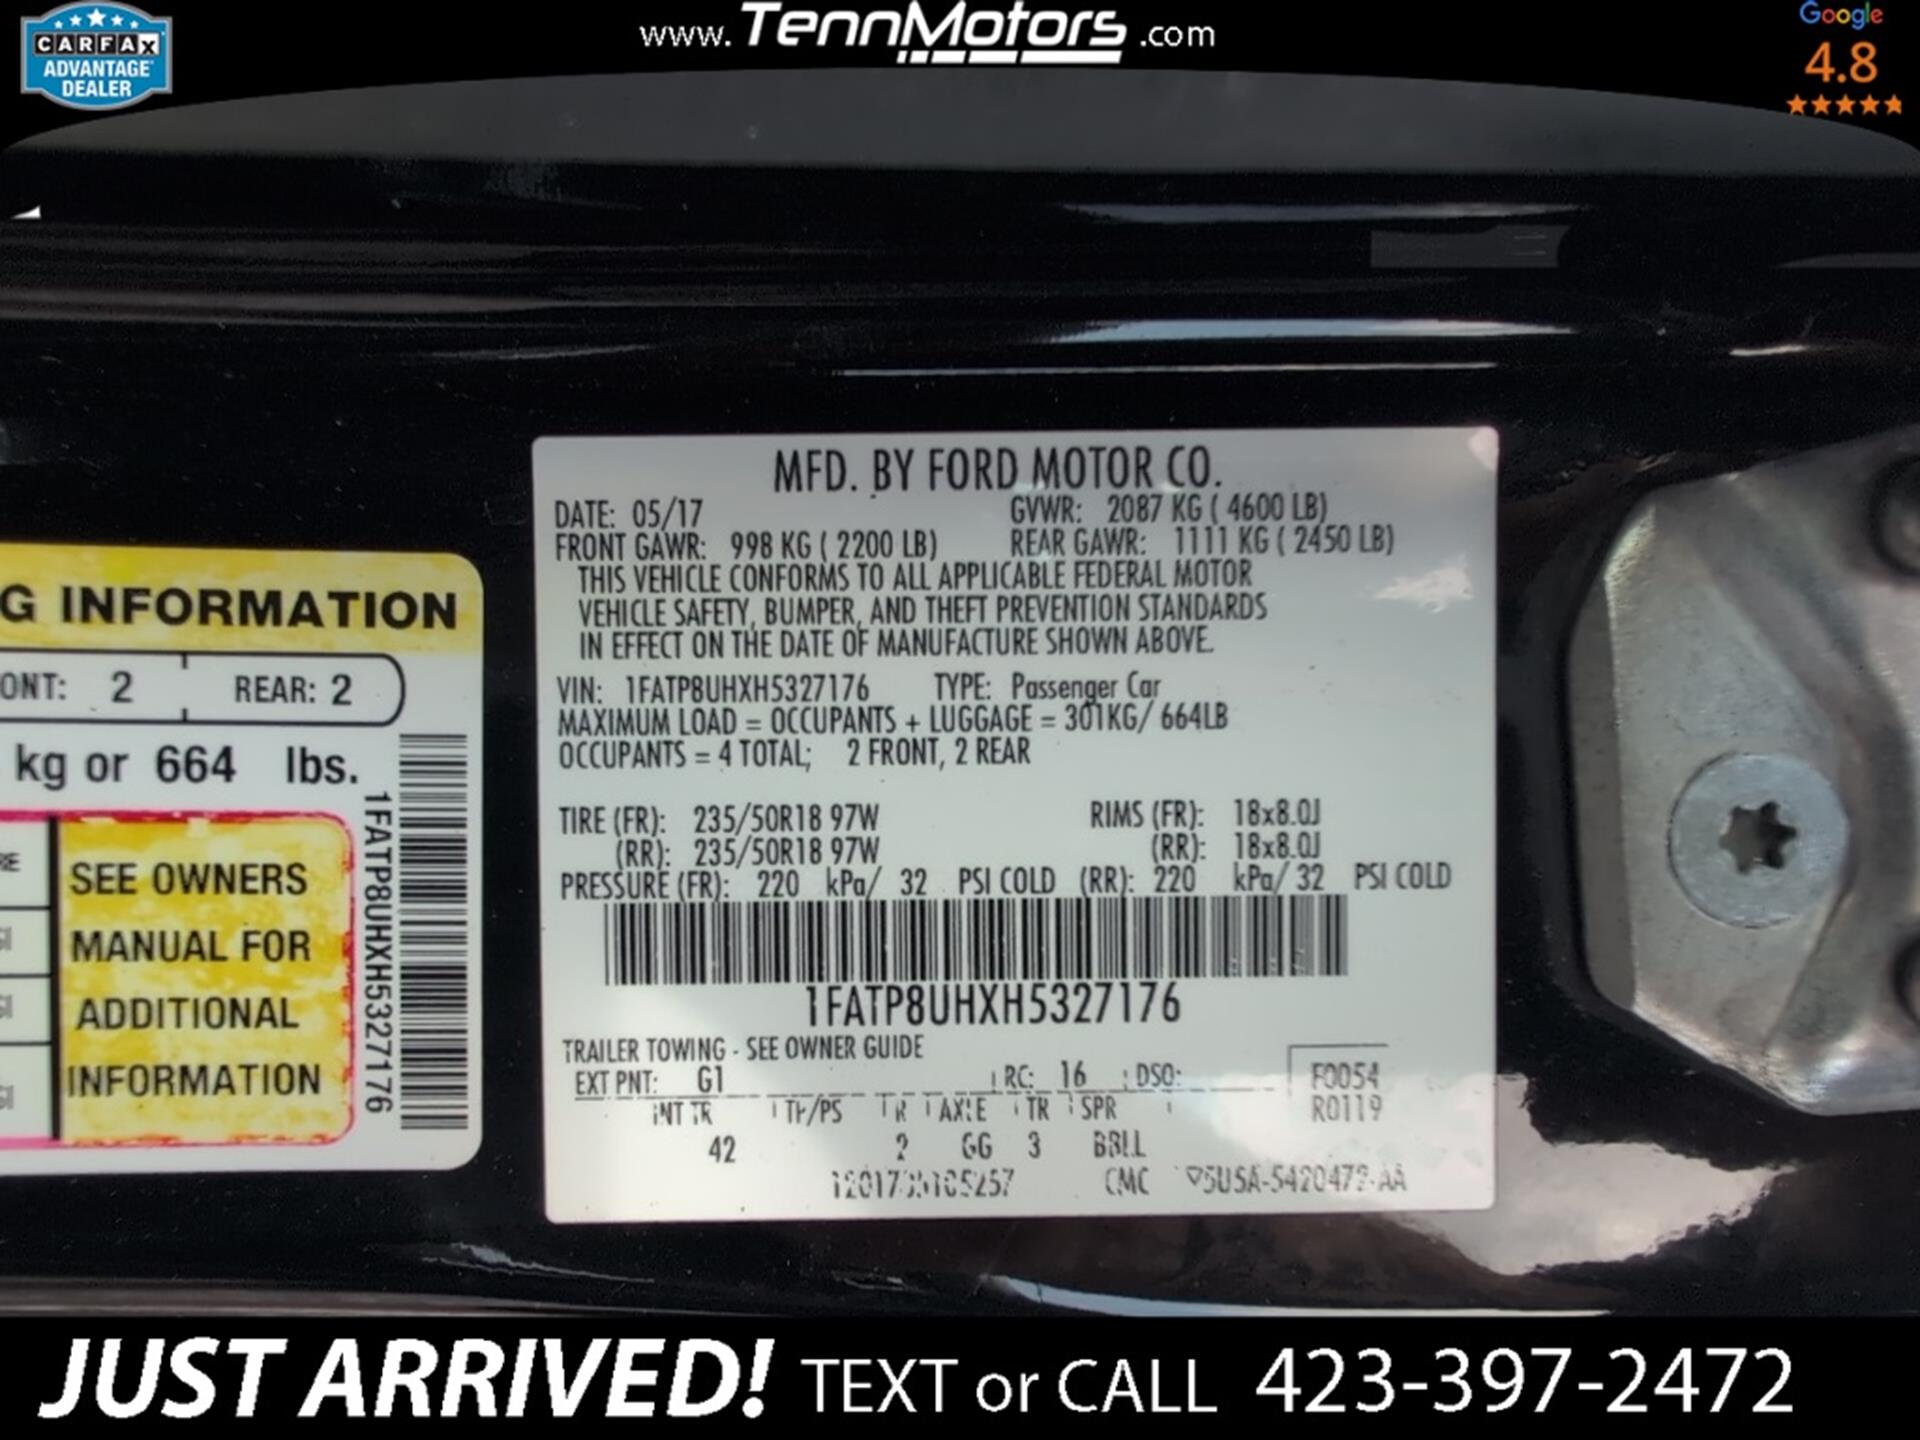 CARFAX
ADVANTAGE
DEALER
www.TennMotors.com
Google
4.8
G INFORMATION
ONT: 2 REAR: 2
kg or 664 lbs.
SEE OWNERS
MANUAL FOR
ADDITIONAL
INFORMATION
1FATP8UHXH5327176
MFD. BY FORD MOTOR CO.
DATE: 05/17 GVWR: 2087 KG ( 4600 LB)
FRONT GAWR: 998 KG ( 2200 LB) REAR GAWR: 1111 KG ( 2450 LB)
THIS VEHICLE CONFORMS TO ALL APPLICABLE FEDERAL MOTOR
VEHICLE SAFETY, BUMPER, AND THEFT PREVENTION STANDARDS
IN EFFECT ON THE DATE OF MANUFACTURE SHOWN ABOVE.
VIN: 1FATP8UHXH5327176 TYPE: Passenger Car
MAXIMUM LOAD = OCCUPANTS + LUGGAGE = 301KG/ 664LB
OCCUPANTS = 4 TOTAL; 2 FRONT, 2 REAR
TIRE (FR): 235/50R18 97W RIMS (FR): 18x8.0J
(RR): 235/50R18 97W (RR): 18x8.0J
PRESSURE (FR): 220 kPa/ 32 PSI COLD (RR): 220 kPa/ 32 PSI COLD
1FATP8UHXH5327176
TRAILER TOWING - SEE OWNER GUIDE
EXT PNT: G1 RC: 16 DSO: F0054
INT TR TP/PS R AXLE TR SPR R0119
42 2 GG 3 BBLL
CMC
JUST ARRIVED! TEXT or CALL 423-397-2472